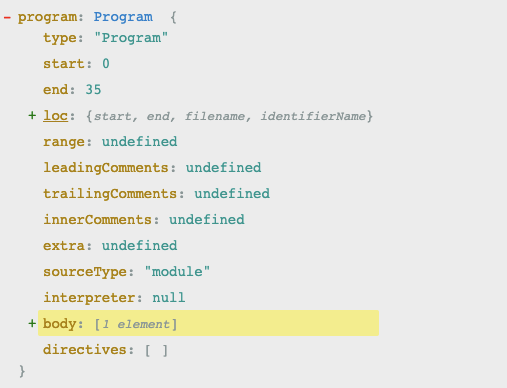 − program: Program {
type: "Program"
start: 0
end: 35
+ loc: {start, end, filename, identifierName}
range: undefined
leadingComments: undefined
trailingComments: undefined
innerComments: undefined
extra: undefined
sourceType: "module"
interpreter: null
+ body: [1 element]
directives: [ ]
}